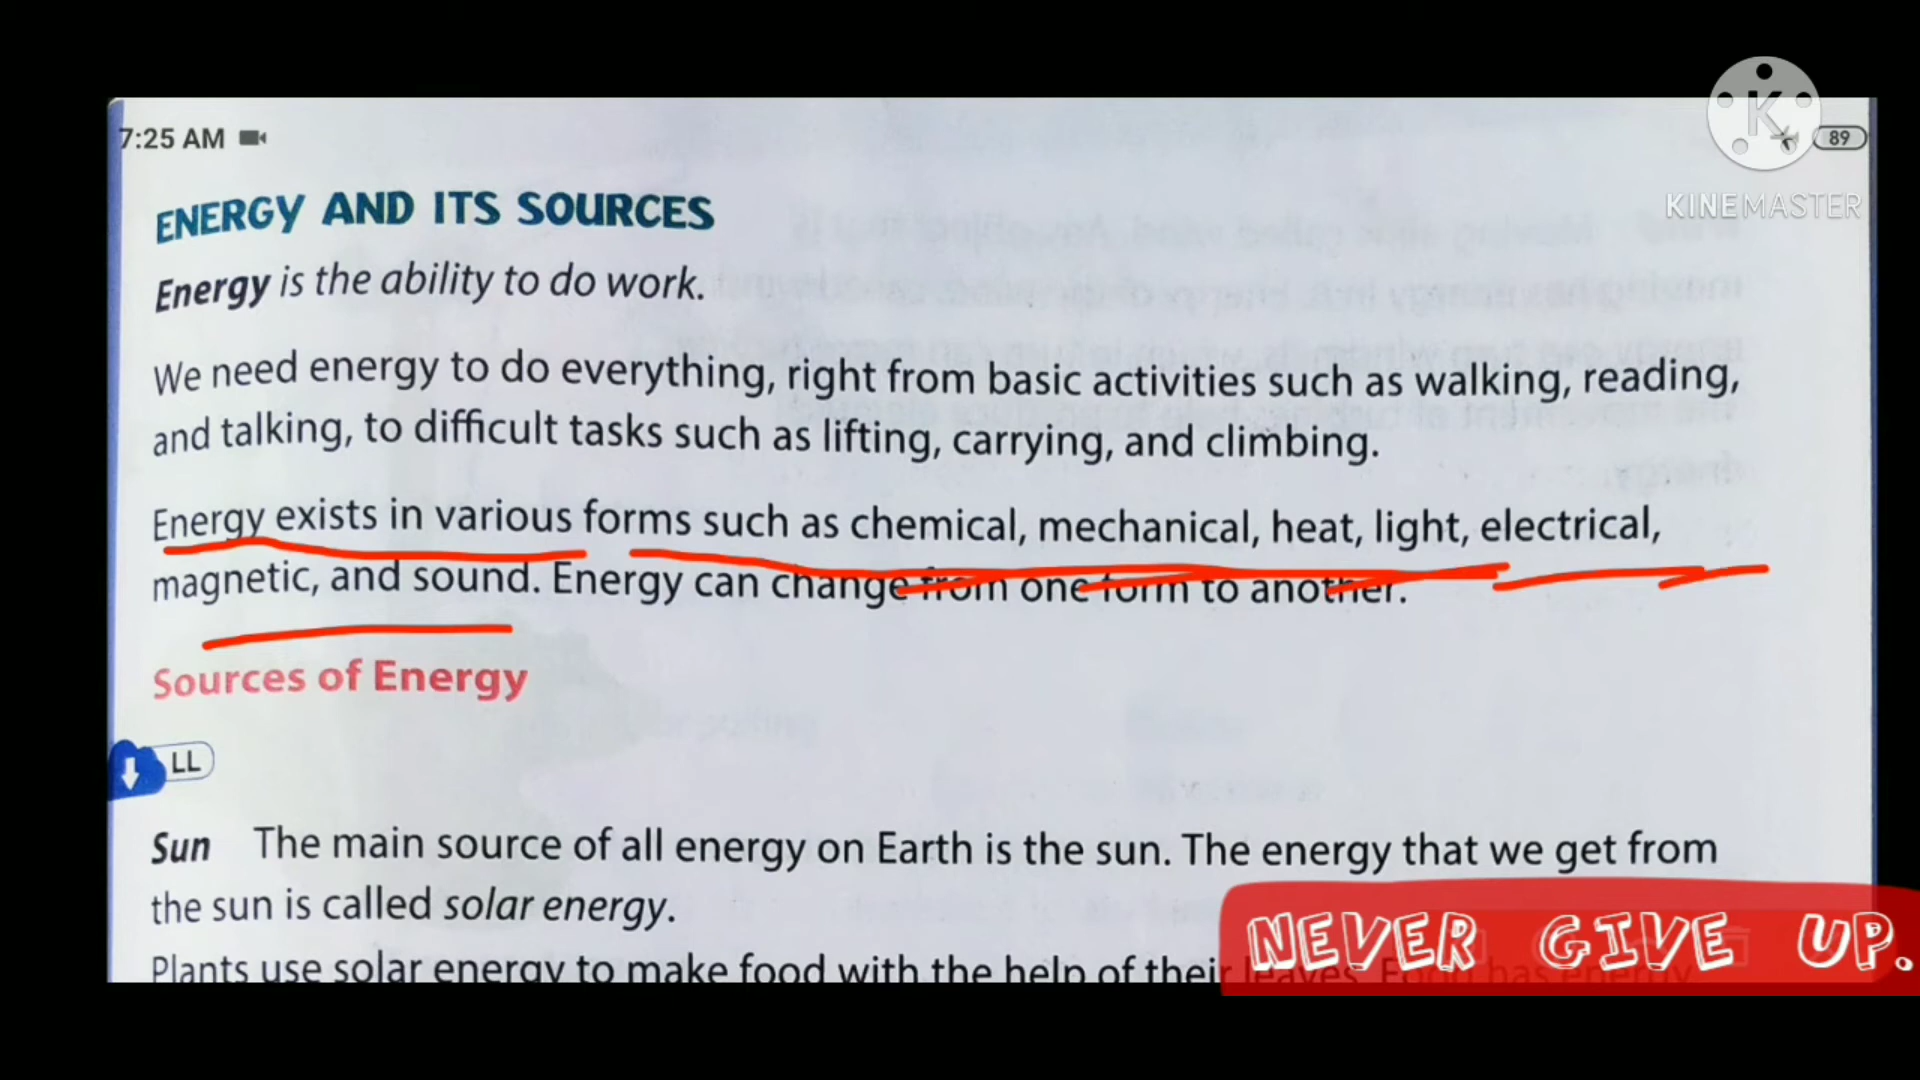 7:25 AM
89
KINEMASTER
ENERGY AND ITS SOURCES
Energy is the ability to do work.
We need energy to do everything, right from basic activities such as walking, reading,
and talking, to difficult tasks such as lifting, carrying, and climbing.
Energy exists in various forms such as chemical, mechanical, heat, light, electrical,
magnetic, and sound. Energy can change from one form to another.
Sources of Energy
LL
Sun The main source of all energy on Earth is the sun. The energy that we get from
the sun is called solar energy.
Plants use solar energy to make food with the help of their leaves. Food has energy
NEVER GIVE UP.